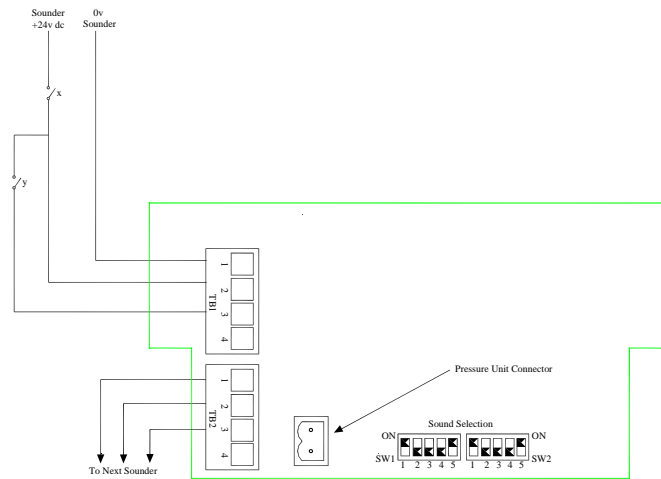 Sounder
+24v dc
0v
Sounder
x
y
1
2
3
4
TB1
1
2
3
4
TB2
To Next Sounder
Pressure Unit Connector
Sound Selection
ON
ON
SW1
1 2 3 4 5
1 2 3 4 5
SW2